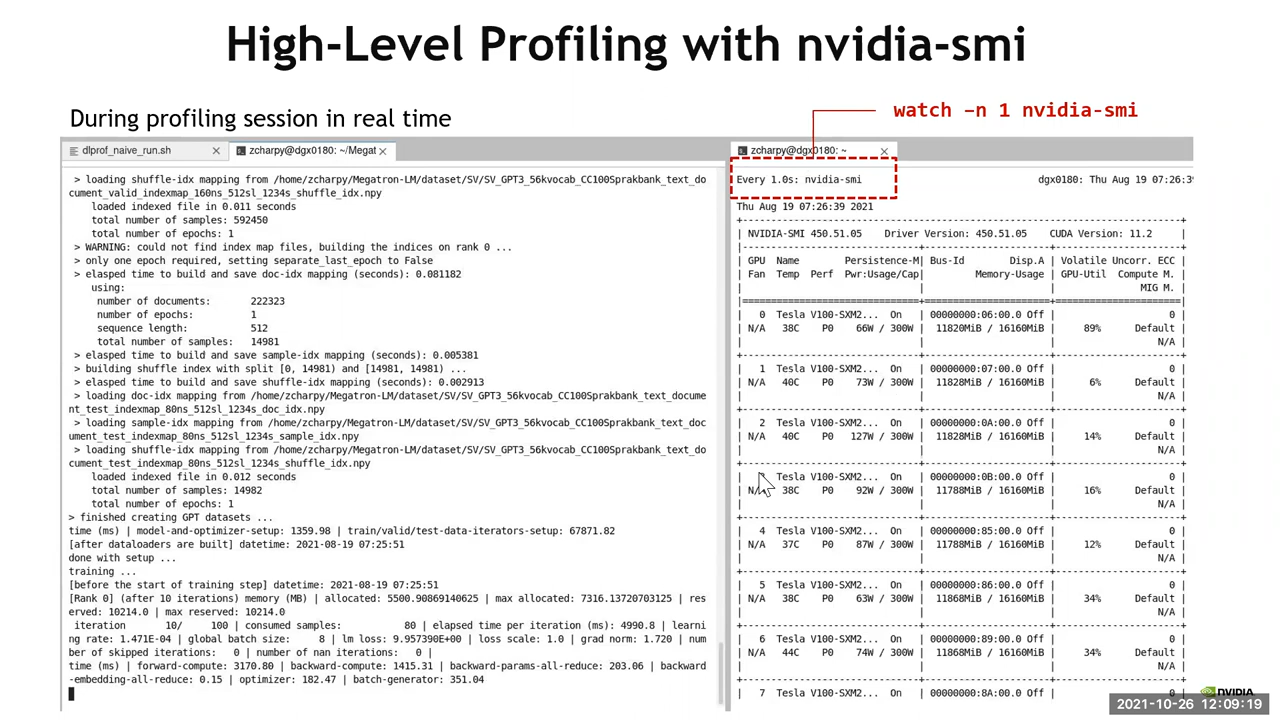 High-Level Profiling with nvidia-smi
During profiling session in real time
watch –n 1 nvidia-smi
dlprof_naive_run.sh
zcharpy@dgx0180: ~/Megat
> loading shuffle-idx mapping from /home/zcharpy/Megatron-LM/dataset/SV/SV_GPT3_56kvocab_CC100Sprakbank_text_do
cument_valid_indexmap_160ns_512sl_1234s_shuffle_idx.npy
loaded indexed file in 0.011 seconds
total number of samples: 592450
total number of epochs: 1
> WARNING: could not find index map files, building the indices on rank 0 ...
> only one epoch required, setting separate_last_epoch to False
> elasped time to build and save doc-idx mapping (seconds): 0.081182
using:
number of documents: 222323
number of epochs: 1
sequence length: 512
total number of samples: 14981
> elasped time to build and save sample-idx mapping (seconds): 0.005381
> building shuffle index with split [0, 14981) and [14981, 14981) ...
> elasped time to build and save shuffle-idx mapping (seconds): 0.002913
> loading doc-idx mapping from /home/zcharpy/Megatron-LM/dataset/SV/SV_GPT3_56kvocab_CC100Sprakbank_text_docume
nt_test_indexmap_80ns_512sl_1234s_doc_idx.npy
> loading sample-idx mapping from /home/zcharpy/Megatron-LM/dataset/SV/SV_GPT3_56kvocab_CC100Sprakbank_text_doc
ument_test_indexmap_80ns_512sl_1234s_sample_idx.npy
> loading shuffle-idx mapping from /home/zcharpy/Megatron-LM/dataset/SV/SV_GPT3_56kvocab_CC100Sprakbank_text_do
cument_test_indexmap_80ns_512sl_1234s_shuffle_idx.npy
loaded indexed file in 0.012 seconds
total number of samples: 14982
total number of epochs: 1
> finished creating GPT datasets ...
time (ms) | model-and-optimizer-setup: 1359.98 | train/valid/test-data-iterators-setup: 67871.82
[after dataloaders are built] datetime: 2021-08-19 07:25:51
done with setup ...
training ...
[before the start of training step] datetime: 2021-08-19 07:25:51
[Rank 0] (after 10 iterations) memory (MB) | allocated: 5500.90869140625 | max allocated: 7316.13720703125 | res
erved: 10214.0 | max reserved: 10214.0
iteration 10/ 100 | consumed samples: 80 | elapsed time per iteration (ms): 4990.8 | learni
ng rate: 1.471E-04 | global batch size: 8 | lm loss: 9.957390E+00 | loss scale: 1.0 | grad norm: 1.720 | num
ber of skipped iterations: 0 | number of nan iterations: 0 |
time (ms) | forward-compute: 3170.80 | backward-compute: 1415.31 | backward-params-all-reduce: 203.06 | backward
-embedding-all-reduce: 0.15 | optimizer: 182.47 | batch-generator: 351.04
zcharpy@dgx0180: ~
Every 1.0s: nvidia-smi dgx0180: Thu Aug 19 07:26:39
Thu Aug 19 07:26:39 2021
NVIDIA-SMI 450.51.05 Driver Version: 450.51.05 CUDA Version: 11.2
GPU Name Persistence-M| Bus-Id Disp.A | Volatile Uncorr. ECC
Fan Temp Perf Pwr:Usage/Cap| Memory-Usage | GPU-Util Compute M.
MIG M.
0 Tesla V100-SXM2... On | 00000000:06:00.0 Off | 0
N/A 38C P0 66W / 300W | 11820MiB / 16160MiB | 89% Default
N/A
1 Tesla V100-SXM2... On | 00000000:07:00.0 Off | 0
N/A 40C P0 73W / 300W | 11828MiB / 16160MiB | 6% Default
N/A
2 Tesla V100-SXM2... On | 00000000:0A:00.0 Off | 0
N/A 40C P0 127W / 300W | 11828MiB / 16160MiB | 14% Default
N/A
3 Tesla V100-SXM2... On | 00000000:0B:00.0 Off | 0
N/A 38C P0 92W / 300W | 11788MiB / 16160MiB | 16% Default
N/A
4 Tesla V100-SXM2... On | 00000000:85:00.0 Off | 0
N/A 37C P0 87W / 300W | 11788MiB / 16160MiB | 12% Default
N/A
5 Tesla V100-SXM2... On | 00000000:86:00.0 Off | 0
N/A 38C P0 63W / 300W | 11868MiB / 16160MiB | 34% Default
N/A
6 Tesla V100-SXM2... On | 00000000:89:00.0 Off | 0
N/A 44C P0 74W / 300W | 11868MiB / 16160MiB | 34% Default
N/A
7 Tesla V100-SXM2... On | 00000000:8A:00.0 Off | 0
NVIDIA
2021-10-26 12:09:19